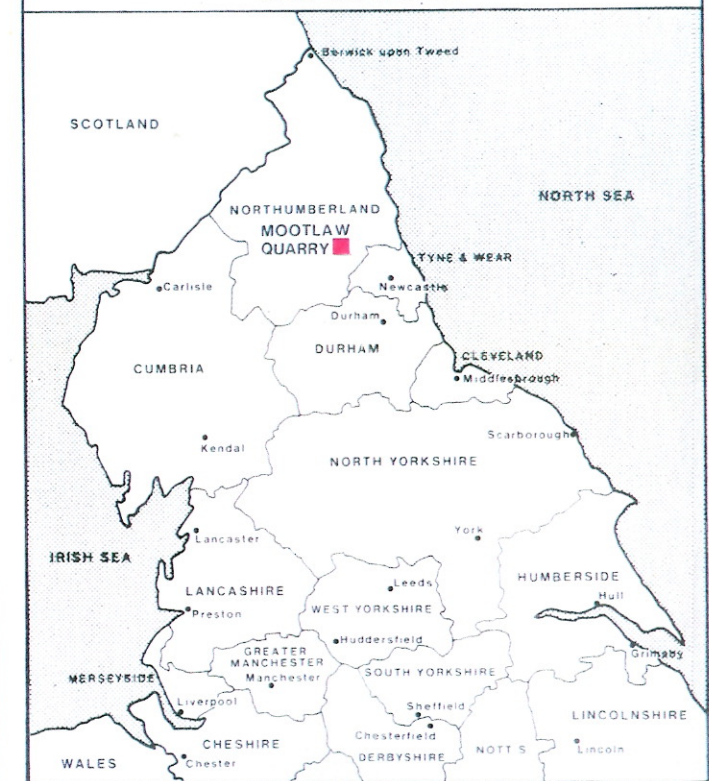 Berwick upon Tweed
SCOTLAND
NORTH SEA
NORTHUMBERLAND
MOOTLAW
QUARRY
TYNE & WEAR
Carlisle
Newcastle
Durham
DURHAM
CLEVELAND
CUMBRIA
Middlesbrough
Scarborough
Kendal
NORTH YORKSHIRE
York
Lancaster
IRISH SEA
Leeds
HUMBERSIDE
LANCASHIRE
Hull
WEST YORKSHIRE
Preston
Huddersfield
GREATER
MANCHESTER
Grimsby
SOUTH YORKSHIRE
MERSEYSIDE
Manchester
Liverpool
Sheffield
LINCOLNSHIRE
Chesterfield
CHESHIRE
NOTTS
Lincoln
DERBYSHIRE
WALES
Chester